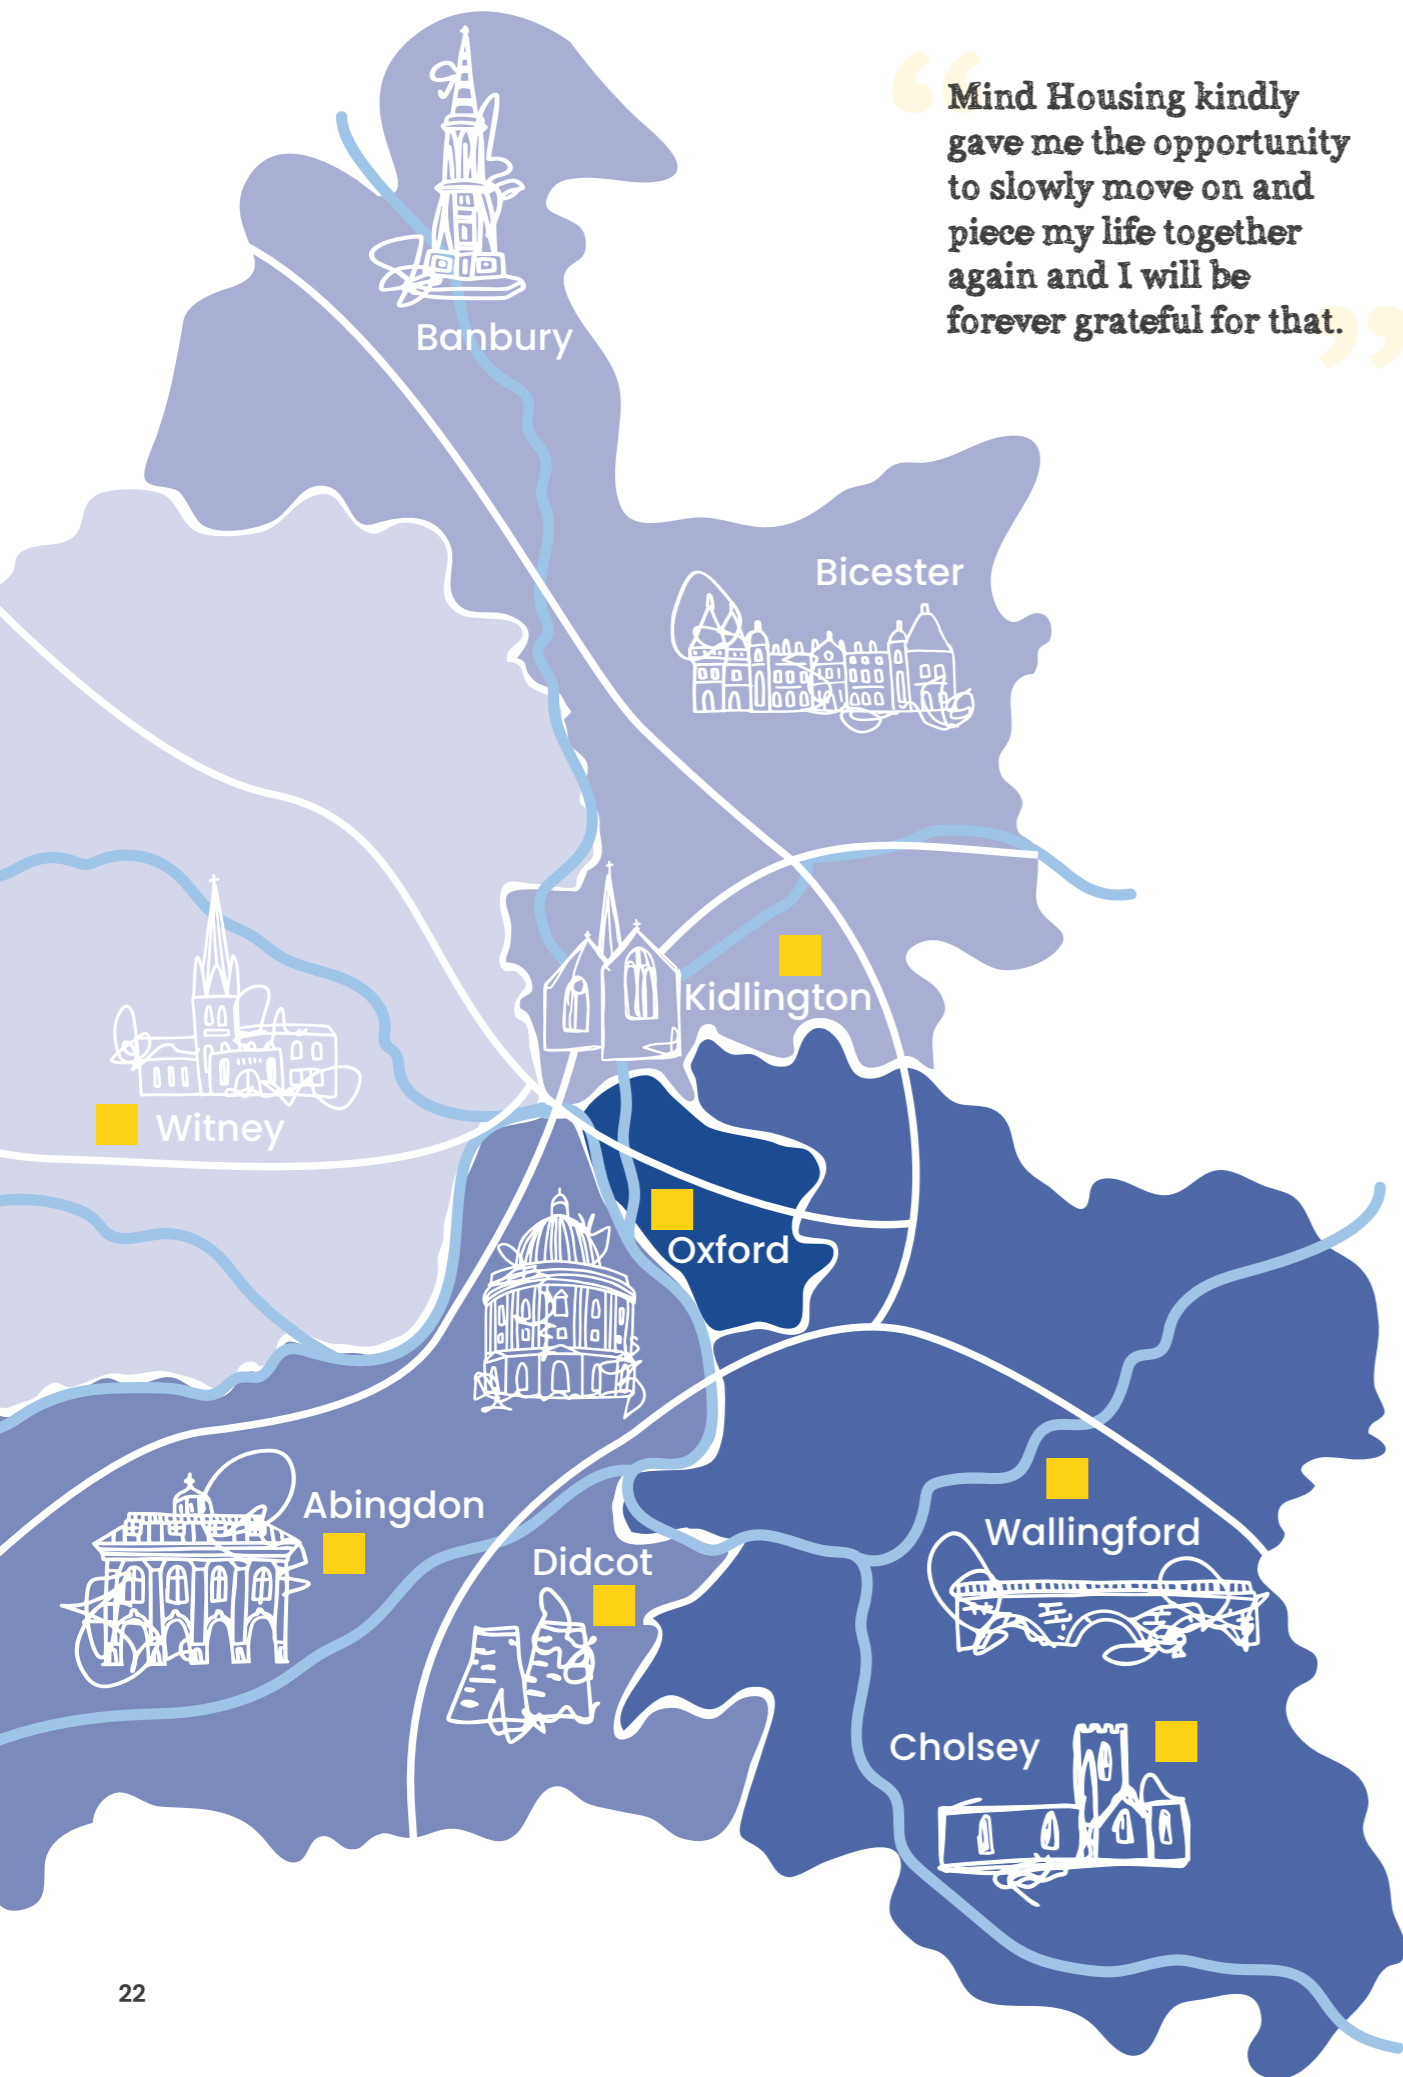 “Mind Housing kindly
gave me the opportunity
to slowly move on and
piece my life together
again and I will be
forever grateful for that.”
Banbury
Bicester
Kidlington
Witney
Oxford
Abingdon
Didcot
Wallingford
Cholsey
22